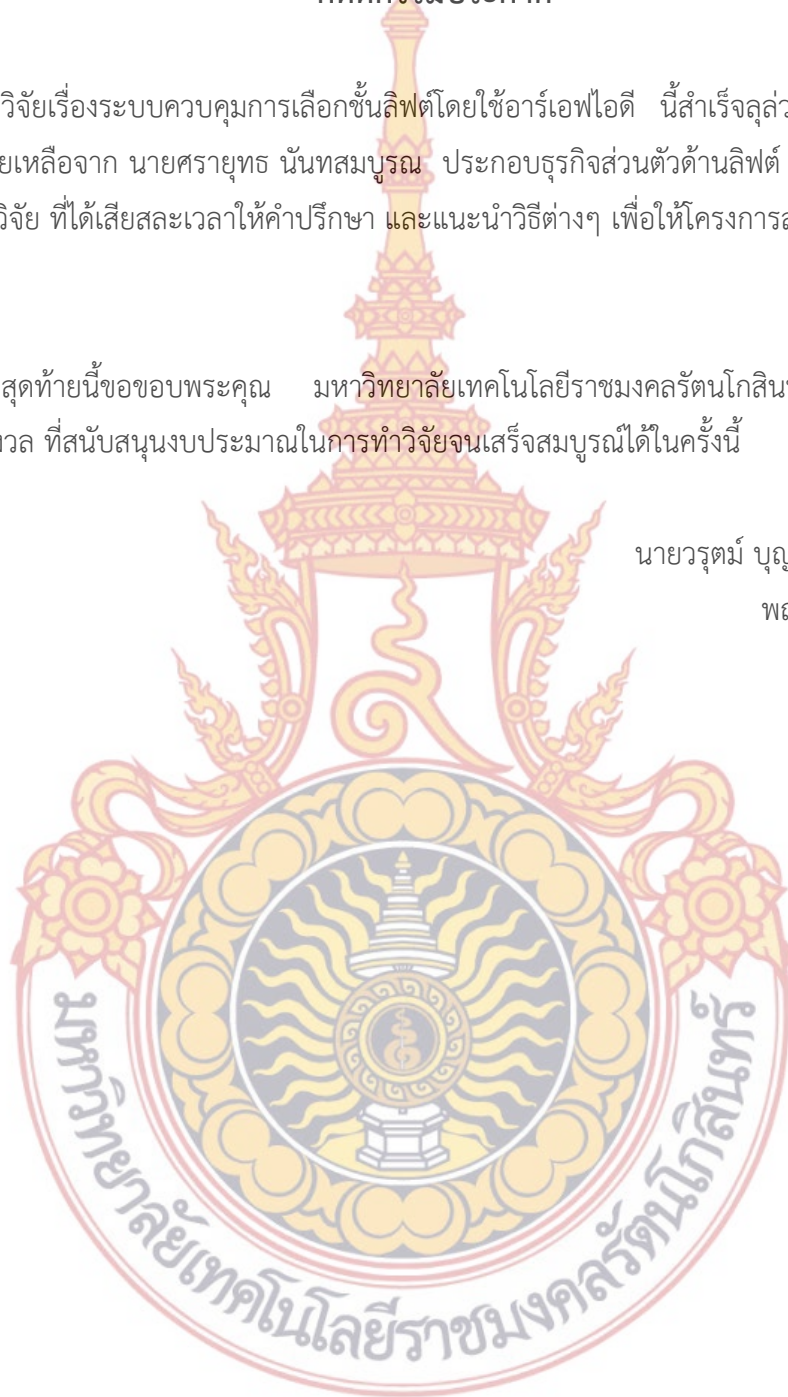 วิจัยเรื่องระบบควบคุมการเลือกชั้นลิฟต์โดยใช้อาร์เอฟไอดี นี้สำเร็จลุล่ว
ยเหลือจาก นายศรายุทธ นันทสมบูรณ ประกอบธุรกิจส่วนตัวด้านลิฟต์
วิจัย ที่ได้เสียสละเวลาให้คำปรึกษา และแนะนำวิธีต่างๆ เพื่อให้โครงการส
สุดท้ายนี้ขอขอบพระคุณ มหาวิทยาลัยเทคโนโลยีราชมงคลรัตนโกสินท
งวล ที่สนับสนุนงบประมาณในการทำวิจัยจนเสร็จสมบูรณ์ได้ในครั้งนี้
นายวรุตม์ บุญ
มหาวิทยาลัยเทคโนโลยีราชมงคลรัตนโกสินทร์